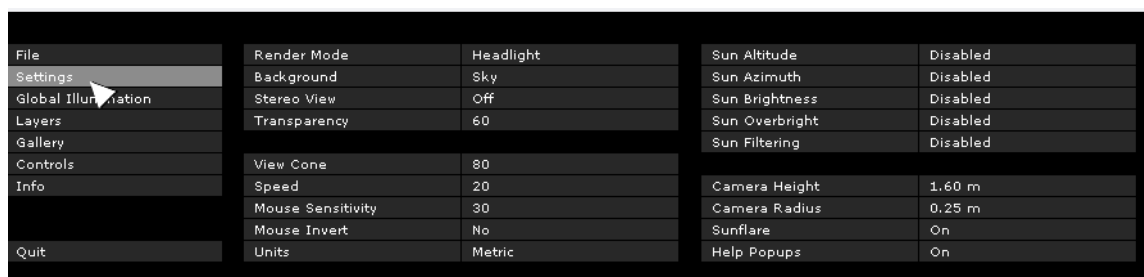 File
Settings
Global Illumination
Layers
Gallery
Controls
Info
Quit
Render Mode Headlight
Background Sky
Stereo View Off
Transparency 60
View Cone 80
Speed 20
Mouse Sensitivity 30
Mouse Invert No
Units Metric
Sun Altitude Disabled
Sun Azimuth Disabled
Sun Brightness Disabled
Sun Overbright Disabled
Sun Filtering Disabled
Camera Height 1.60 m
Camera Radius 0.25 m
Sunflare On
Help Popups On